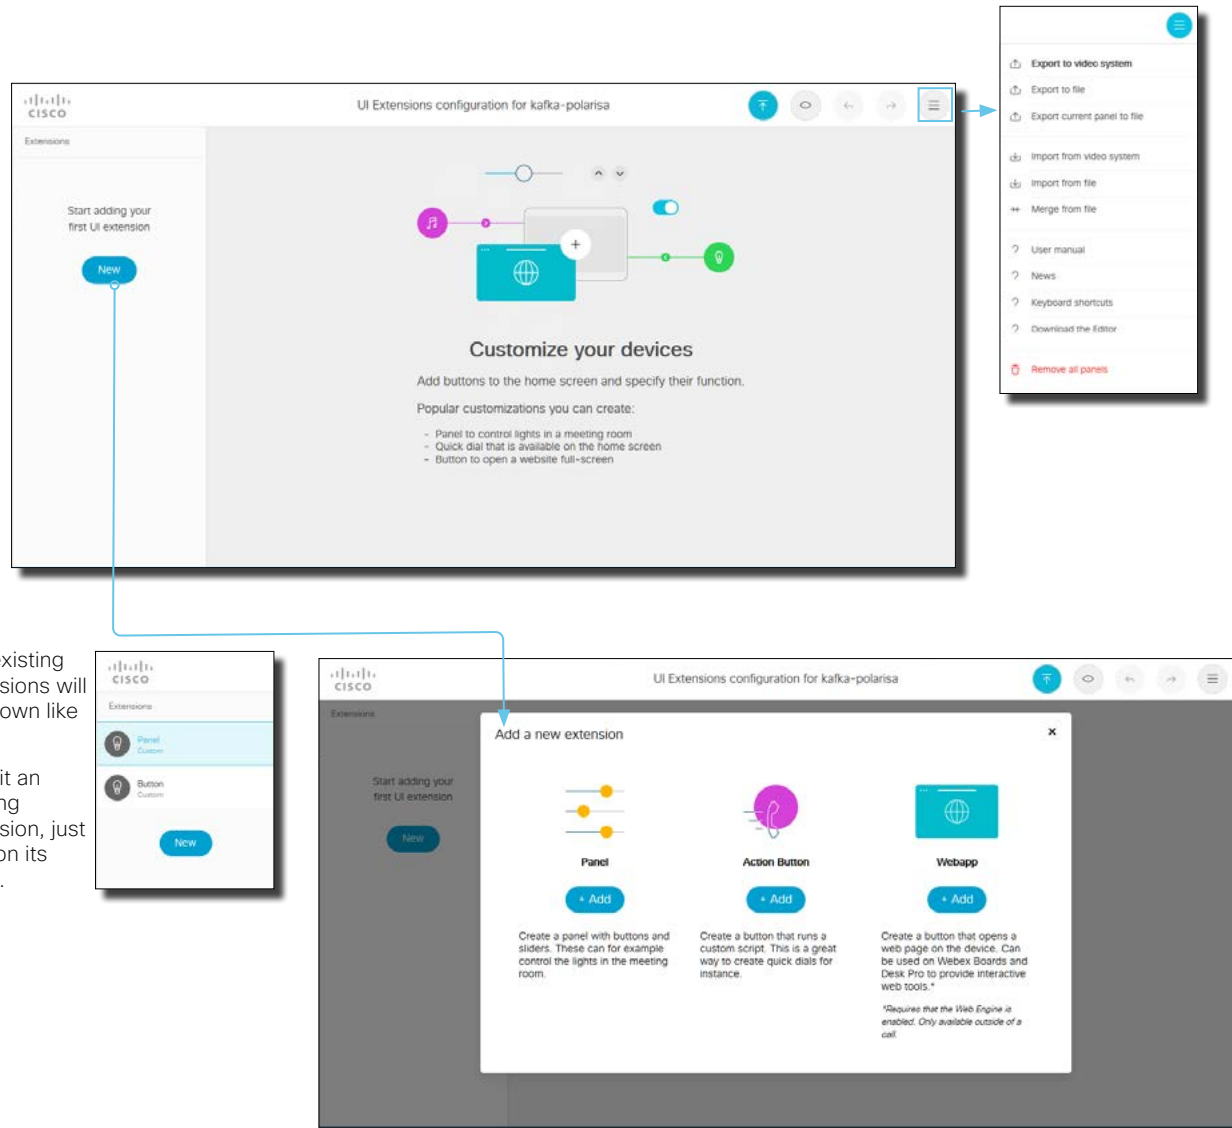 Export to video system
Export to file
Export current panel to file
Import from video system
Import from file
Merge from file
User manual
News
Keyboard shortcuts
Download the Editor
Remove all panels
CISCO
UI Extensions configuration for kafka-polarisa
Extensions
Start adding your
first UI extension
New
Customize your devices
Add buttons to the home screen and specify their function.
Popular customizations you can create:
- Panel to control lights in a meeting room
- Quick dial that is available on the home screen
- Button to open a website full-screen
existing
sions will
own like
it an
ng
sion, just
on its
.
CISCO
Extensions
Panel
Custom
Button
Custom
New
CISCO
UI Extensions configuration for kafka-polarisa
Extensions
Start adding your
first UI extension
New
Add a new extension
Panel
+ Add
Create a panel with buttons and
sliders. These can for example
control the lights in the meeting
room.
Action Button
+ Add
Create a button that runs a
custom script. This is a great
way to create quick dials for
instance.
Webapp
+ Add
Create a button that opens a
web page on the device. Can
be used on Webex Boards and
Desk Pro to provide interactive
web tools.*
*Requires that the Web Engine is
enabled. Only available outside of a
call.